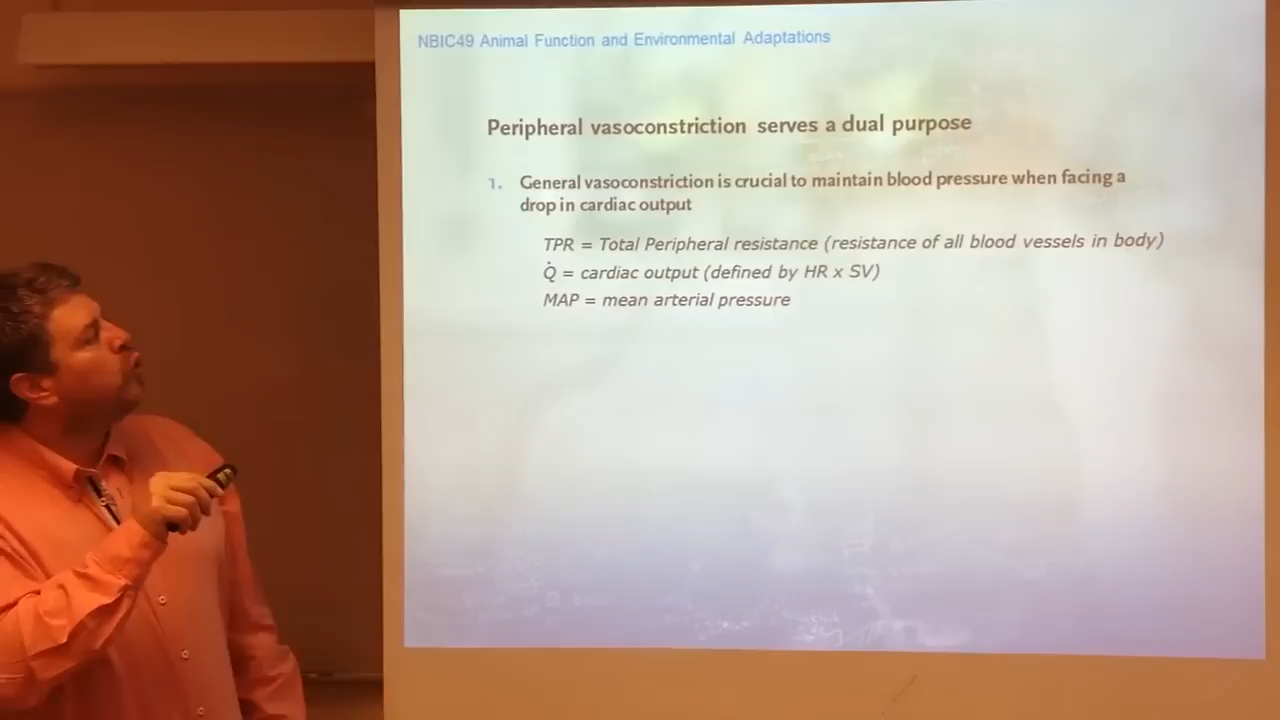 NBIC49 Animal Function and Environmental Adaptations
Peripheral vasoconstriction serves a dual purpose
1. General vasoconstriction is crucial to maintain blood pressure when facing a
drop in cardiac output
TPR = Total Peripheral resistance (resistance of all blood vessels in body)
Q̇ = cardiac output (defined by HR x SV)
MAP = mean arterial pressure